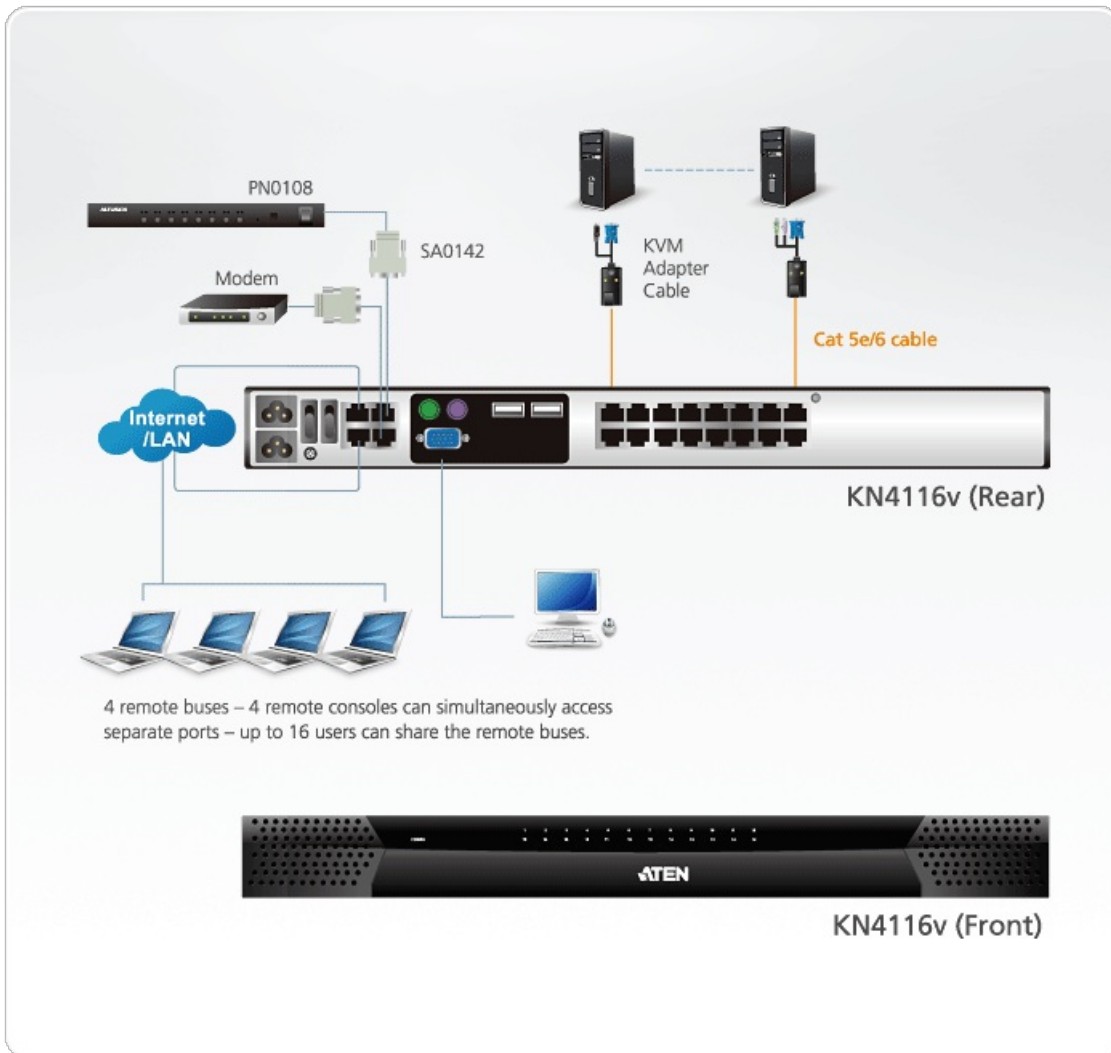 PN0108
SA0142
Modem
KVM
Adapter
Cable
Cat 5e/6 cable
Internet
/LAN
KN4116v (Rear)
4 remote buses – 4 remote consoles can simultaneously access
separate ports – up to 16 users can share the remote buses.
ATEN
KN4116v (Front)